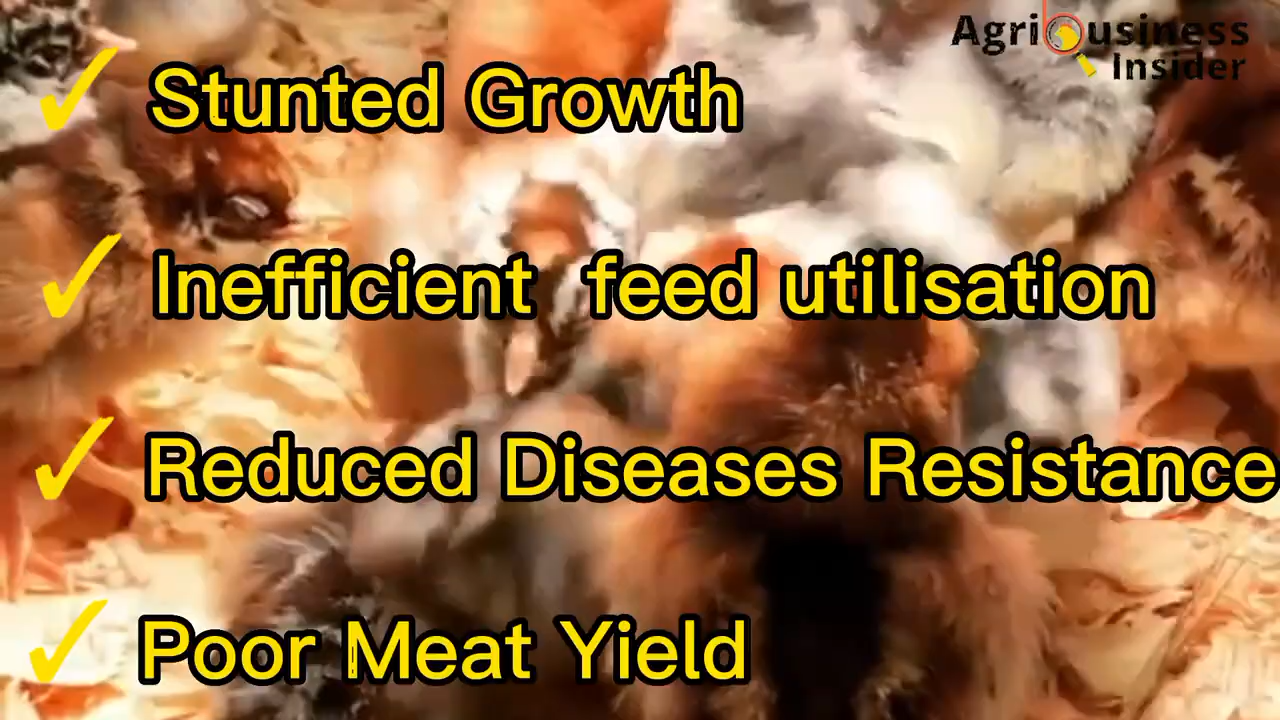 Agribusiness
Insider
Stunted Growth
Inefficient feed utilisation
Reduced Diseases Resistance
Poor Meat Yield